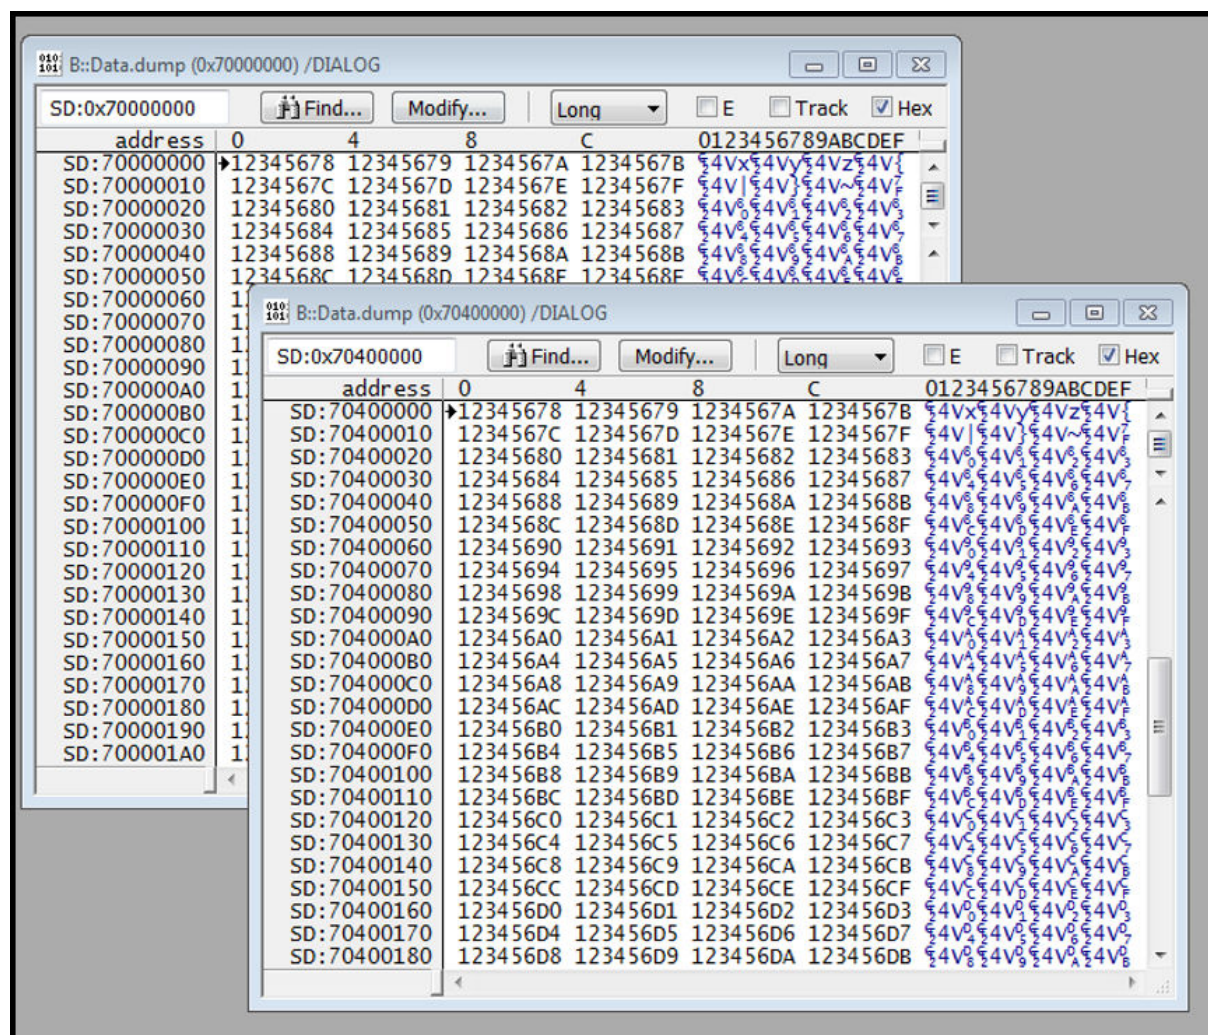 B::Data.dump (0x70000000) /DIALOG
SD:0x70000000 Find... Modify... Long E Track Hex
address 0 4 8 C 0123456789ABCDEF
SD:70000000 12345678 12345679 1234567A 1234567B
SD:70000010 1234567C 1234567D 1234567E 1234567F
SD:70000020 12345680 12345681 12345682 12345683
SD:70000030 12345684 12345685 12345686 12345687
SD:70000040 12345688 12345689 1234568A 1234568B
SD:70000050 1234568C 1234568D 1234568E 1234568F
SD:70000060
SD:70000070
SD:70000080
SD:70000090
SD:700000A0
SD:700000B0
SD:700000C0
SD:700000D0
SD:700000E0
SD:700000F0
SD:70000100
SD:70000110
SD:70000120
SD:70000130
SD:70000140
SD:70000150
SD:70000160
SD:70000170
SD:70000180
SD:70000190
SD:700001A0
B::Data.dump (0x70400000) /DIALOG
SD:0x70400000 Find... Modify... Long E Track Hex
address 0 4 8 C 0123456789ABCDEF
SD:70400000 12345678 12345679 1234567A 1234567B
SD:70400010 1234567C 1234567D 1234567E 1234567F
SD:70400020 12345680 12345681 12345682 12345683
SD:70400030 12345684 12345685 12345686 12345687
SD:70400040 12345688 12345689 1234568A 1234568B
SD:70400050 1234568C 1234568D 1234568E 1234568F
SD:70400060 12345690 12345691 12345692 12345693
SD:70400070 12345694 12345695 12345696 12345697
SD:70400080 12345698 12345699 1234569A 1234569B
SD:70400090 1234569C 1234569D 1234569E 1234569F
SD:704000A0 123456A0 123456A1 123456A2 123456A3
SD:704000B0 123456A4 123456A5 123456A6 123456A7
SD:704000C0 123456A8 123456A9 123456AA 123456AB
SD:704000D0 123456AC 123456AD 123456AE 123456AF
SD:704000E0 123456B0 123456B1 123456B2 123456B3
SD:704000F0 123456B4 123456B5 123456B6 123456B7
SD:70400100 123456B8 123456B9 123456BA 123456BB
SD:70400110 123456BC 123456BD 123456BE 123456BF
SD:70400120 123456C0 123456C1 123456C2 123456C3
SD:70400130 123456C4 123456C5 123456C6 123456C7
SD:70400140 123456C8 123456C9 123456CA 123456CB
SD:70400150 123456CC 123456CD 123456CE 123456CF
SD:70400160 123456D0 123456D1 123456D2 123456D3
SD:70400170 123456D4 123456D5 123456D6 123456D7
SD:70400180 123456D8 123456D9 123456DA 123456DB